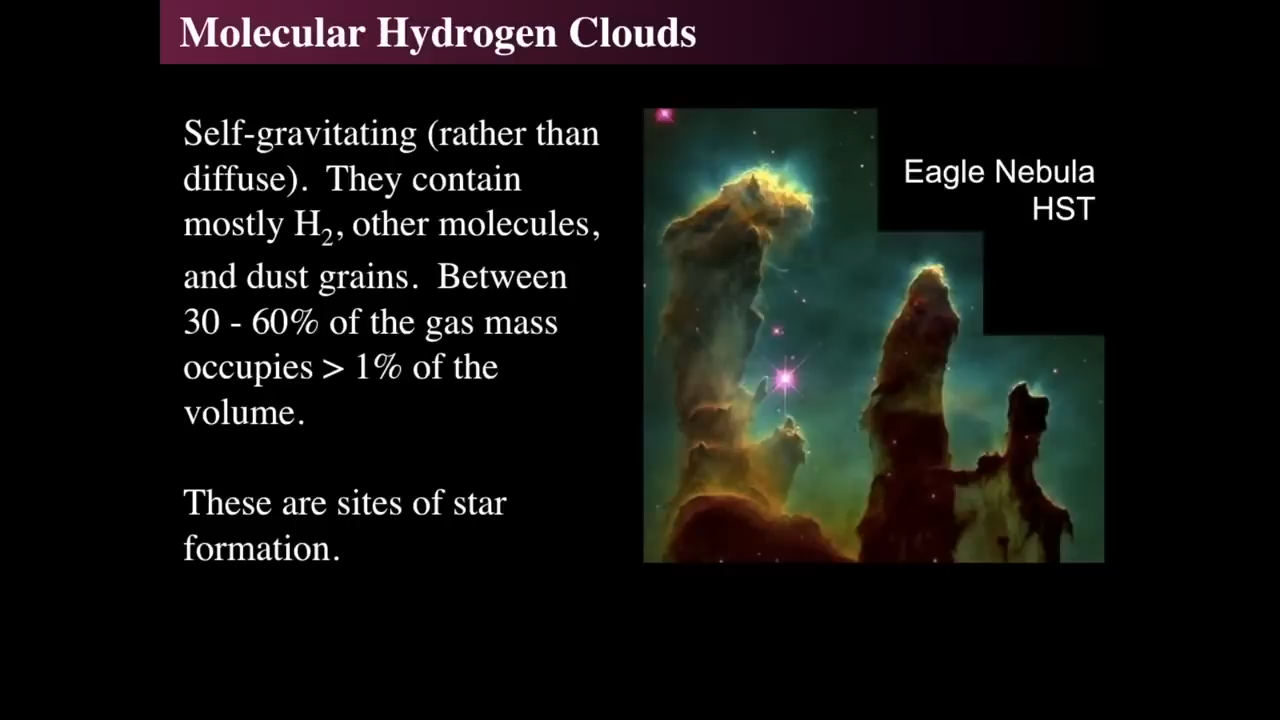 Molecular Hydrogen Clouds
Self-gravitating (rather than
diffuse).  They contain
mostly H₂, other molecules,
and dust grains.  Between
30 - 60% of the gas mass
occupies > 1% of the
volume.
These are sites of star
formation.
Eagle Nebula
HST